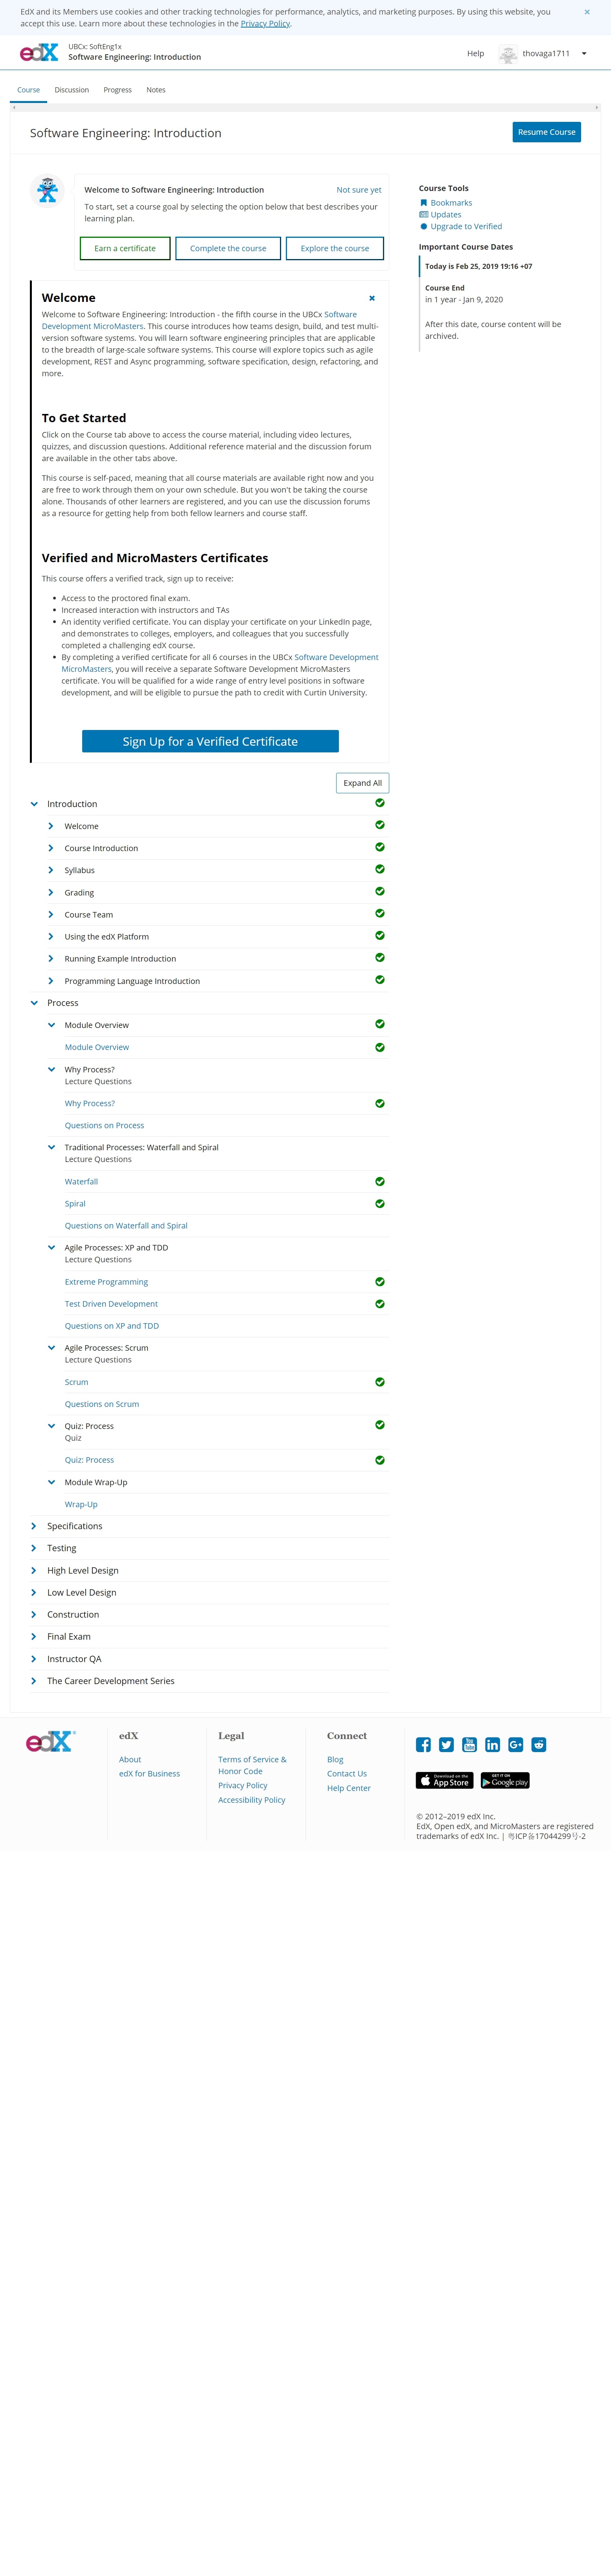 EdX and its Members use cookies and other tracking technologies for performance, analytics, and marketing purposes. By using this website, you
accept this use. Learn more about these technologies in the Privacy Policy.
edX
UBCx: SoftEng1x
Software Engineering: Introduction
Help
thovaga1711
Course
Discussion
Progress
Notes
Software Engineering: Introduction
Resume Course
Welcome to Software Engineering: Introduction
Not sure yet
To start, set a course goal by selecting the option below that best describes your
learning plan.
Earn a certificate
Complete the course
Explore the course
Course Tools
Bookmarks
Updates
Upgrade to Verified
Important Course Dates
Today is Feb 25, 2019 19:16 +07
Course End
in 1 year - Jan 9, 2020
After this date, course content will be
archived.
Welcome
Welcome to Software Engineering: Introduction - the fifth course in the UBCx Software
Development MicroMasters. This course introduces how teams design, build, and test multi-
version software systems. You will learn software engineering principles that are applicable
to the breadth of large-scale software systems. This course will explore topics such as agile
development, REST and Async programming, software specification, design, refactoring, and
more.
To Get Started
Click on the Course tab above to access the course material, including video lectures,
quizzes, and discussion questions. Additional reference material and the discussion forum
are available in the other tabs above.
This course is self-paced, meaning that all course materials are available right now and you
are free to work through them on your own schedule. But you won't be taking the course
alone. Thousands of other learners are registered, and you can use the discussion forums
as a resource for getting help from both fellow learners and course staff.
Verified and MicroMasters Certificates
This course offers a verified track, sign up to receive:
Access to the proctored final exam.
Increased interaction with instructors and TAs
An identity verified certificate. You can display your certificate on your LinkedIn page,
and demonstrates to colleges, employers, and colleagues that you successfully
completed a challenging edX course.
By completing a verified certificate for all 6 courses in the UBCx Software Development
MicroMasters, you will receive a separate Software Development MicroMasters
certificate. You will be qualified for a wide range of entry level positions in software
development, and will be eligible to pursue the path to credit with Curtin University.
Sign Up for a Verified Certificate
Expand All
Introduction
Welcome
Course Introduction
Syllabus
Grading
Course Team
Using the edX Platform
Running Example Introduction
Programming Language Introduction
Process
Module Overview
Module Overview
Why Process?
Lecture Questions
Why Process?
Questions on Process
Traditional Processes: Waterfall and Spiral
Lecture Questions
Waterfall
Spiral
Questions on Waterfall and Spiral
Agile Processes: XP and TDD
Lecture Questions
Extreme Programming
Test Driven Development
Questions on XP and TDD
Agile Processes: Scrum
Lecture Questions
Scrum
Questions on Scrum
Quiz: Process
Quiz
Quiz: Process
Module Wrap-Up
Wrap-Up
Specifications
Testing
High Level Design
Low Level Design
Construction
Final Exam
Instructor QA
The Career Development Series
edX®
edX
About
edX for Business
Legal
Terms of Service &
Honor Code
Privacy Policy
Accessibility Policy
Connect
Blog
Contact Us
Help Center
You Tube
in
G+
Download on the App Store
GET IT ON Google play
© 2012–2019 edX Inc.
EdX, Open edX, and MicroMasters are registered
trademarks of edX Inc. | 粤ICP备17044299号-2